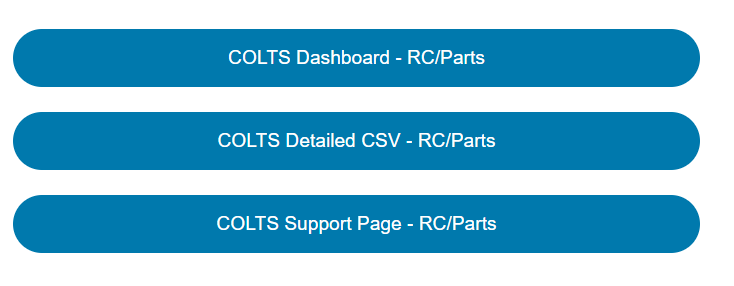 COLTS Dashboard - RC/Parts
COLTS Detailed CSV - RC/Parts
COLTS Support Page - RC/Parts